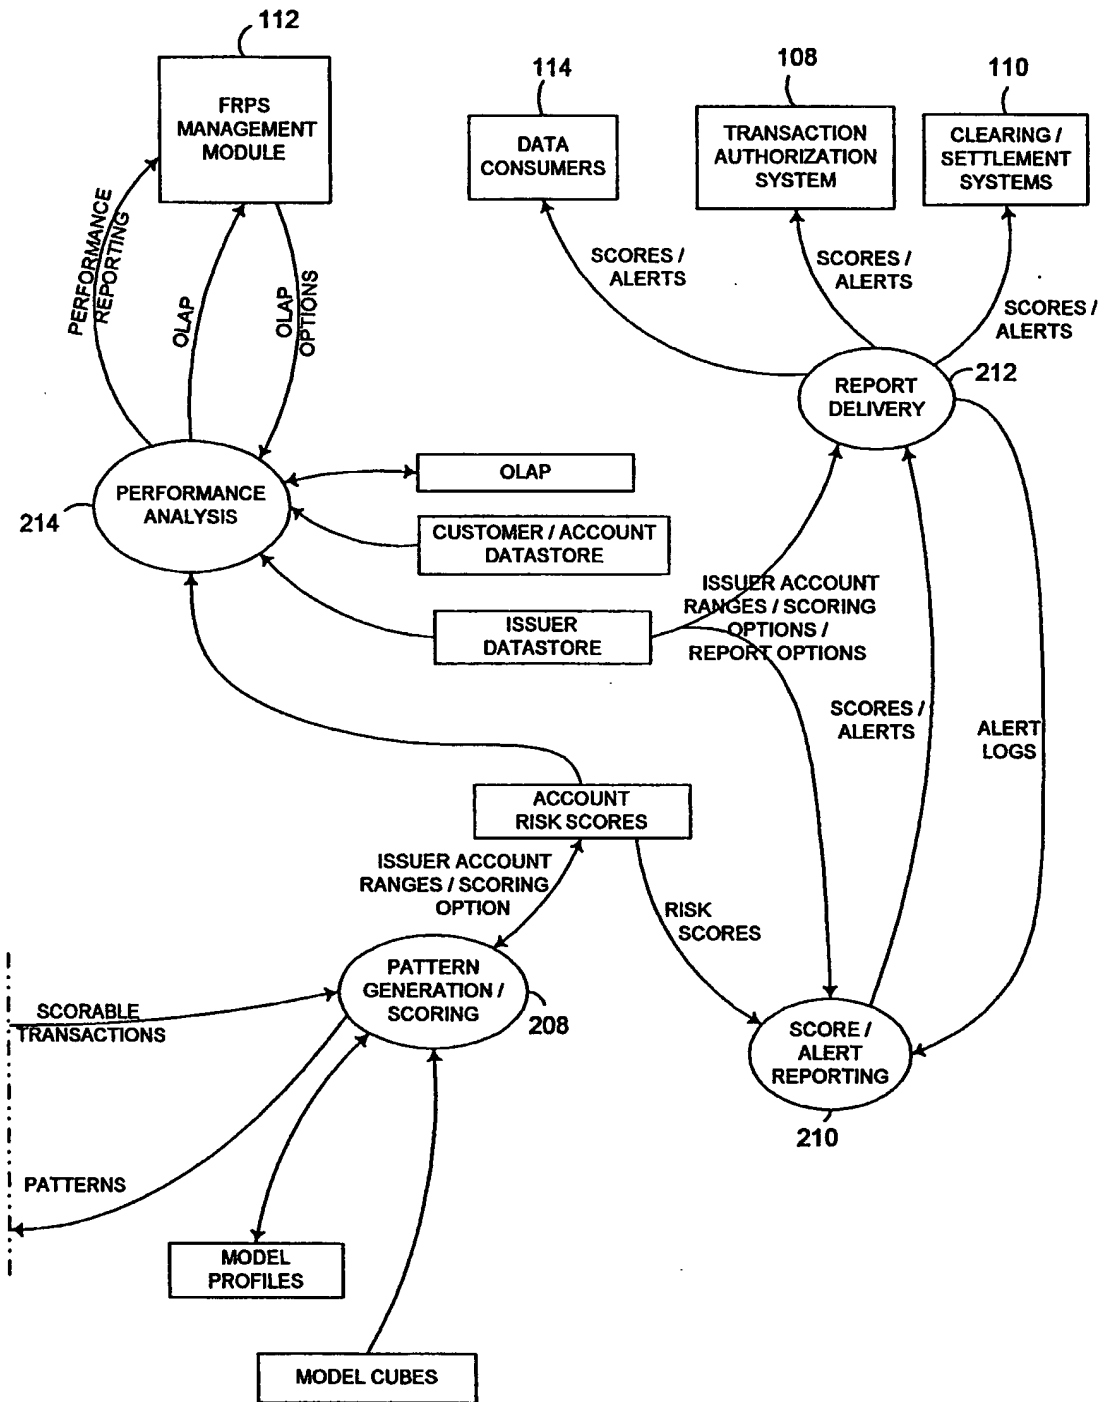 112
FRPS
MANAGEMENT
MODULE
114
DATA
CONSUMERS
108
TRANSACTION
AUTHORIZATION
SYSTEM
110
CLEARING /
SETTLEMENT
SYSTEMS
PERFORMANCE
REPORTING
OLAP
OLAP
OPTIONS
SCORES /
ALERTS
SCORES /
ALERTS
SCORES /
ALERTS
REPORT
DELIVERY
212
PERFORMANCE
ANALYSIS
214
OLAP
CUSTOMER / ACCOUNT
DATASTORE
ISSUER
DATASTORE
ISSUER ACCOUNT
RANGES / SCORING
OPTIONS /
REPORT OPTIONS
SCORES /
ALERTS
ALERT
LOGS
ACCOUNT
RISK SCORES
ISSUER ACCOUNT
RANGES / SCORING
OPTION
RISK
SCORES
PATTERN
GENERATION /
SCORING
208
SCORABLE
TRANSACTIONS
SCORE /
ALERT
REPORTING
210
PATTERNS
MODEL
PROFILES
MODEL CUBES